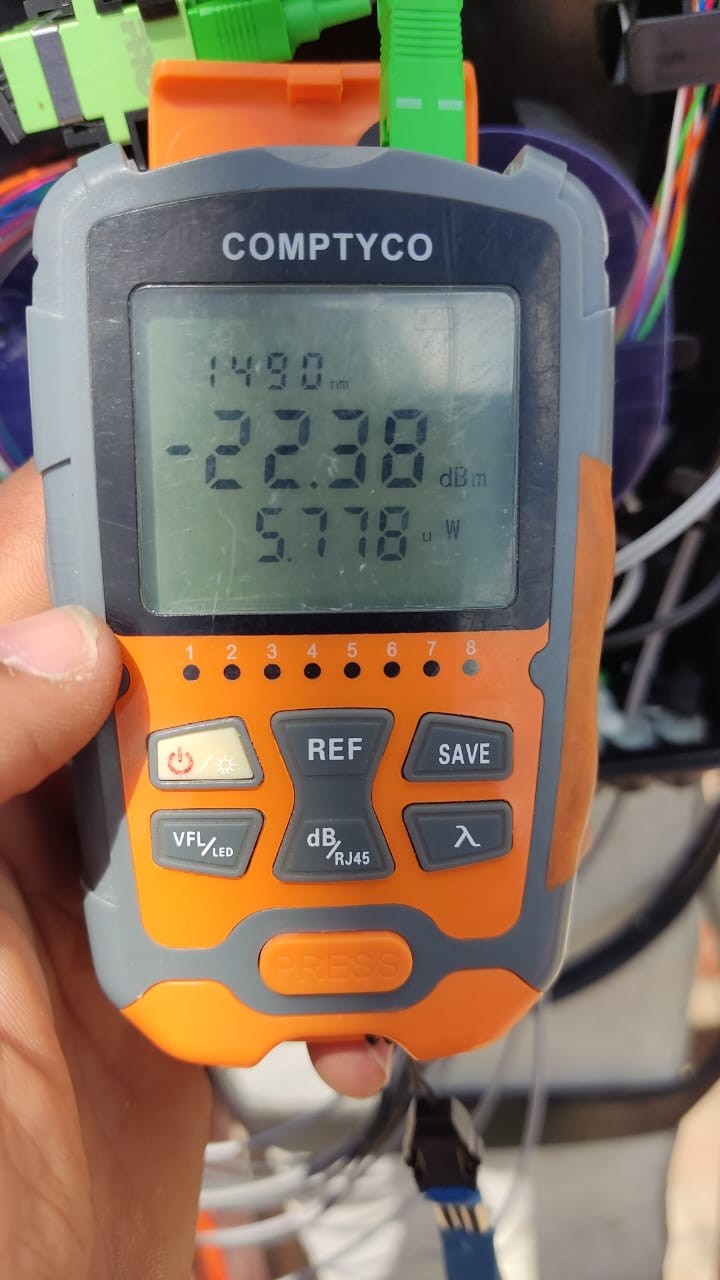 COMPTYCO
1490 nm
-22.38 dBm
5.778 uW
1 2 3 4 5 6 7 8
REF
SAVE
VFL/LED
dB/RJ45
λ
PRESS